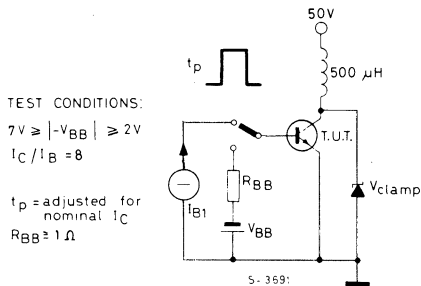 50V
tp
500 μH
TEST CONDITIONS:
7V ≥ |-VBB| ≥ 2V
IC/IB =8
tp = adjusted for
nominal IC
RBB ≥ 1 Ω
T.U.T.
IB1
RBB
VBB
Vclamp
S-3691